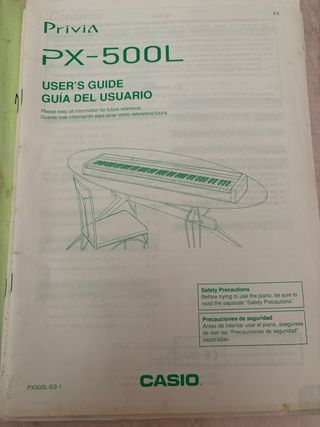 ES
PriviA
PX-500L
USER'S GUIDE
GUÍA DEL USUARIO
Please keep all information for future reference.
Guarde toda información para tener como referencia futura.
Safety Precautions
Before trying to use the piano, be sure to
read the separate "Safety Precautions".
Precauciones de seguridad
Antes de intentar usar el piano, asegúrese
de leer las "Precauciones de seguridad"
separadas.
PX500L-ES-1
CASIO